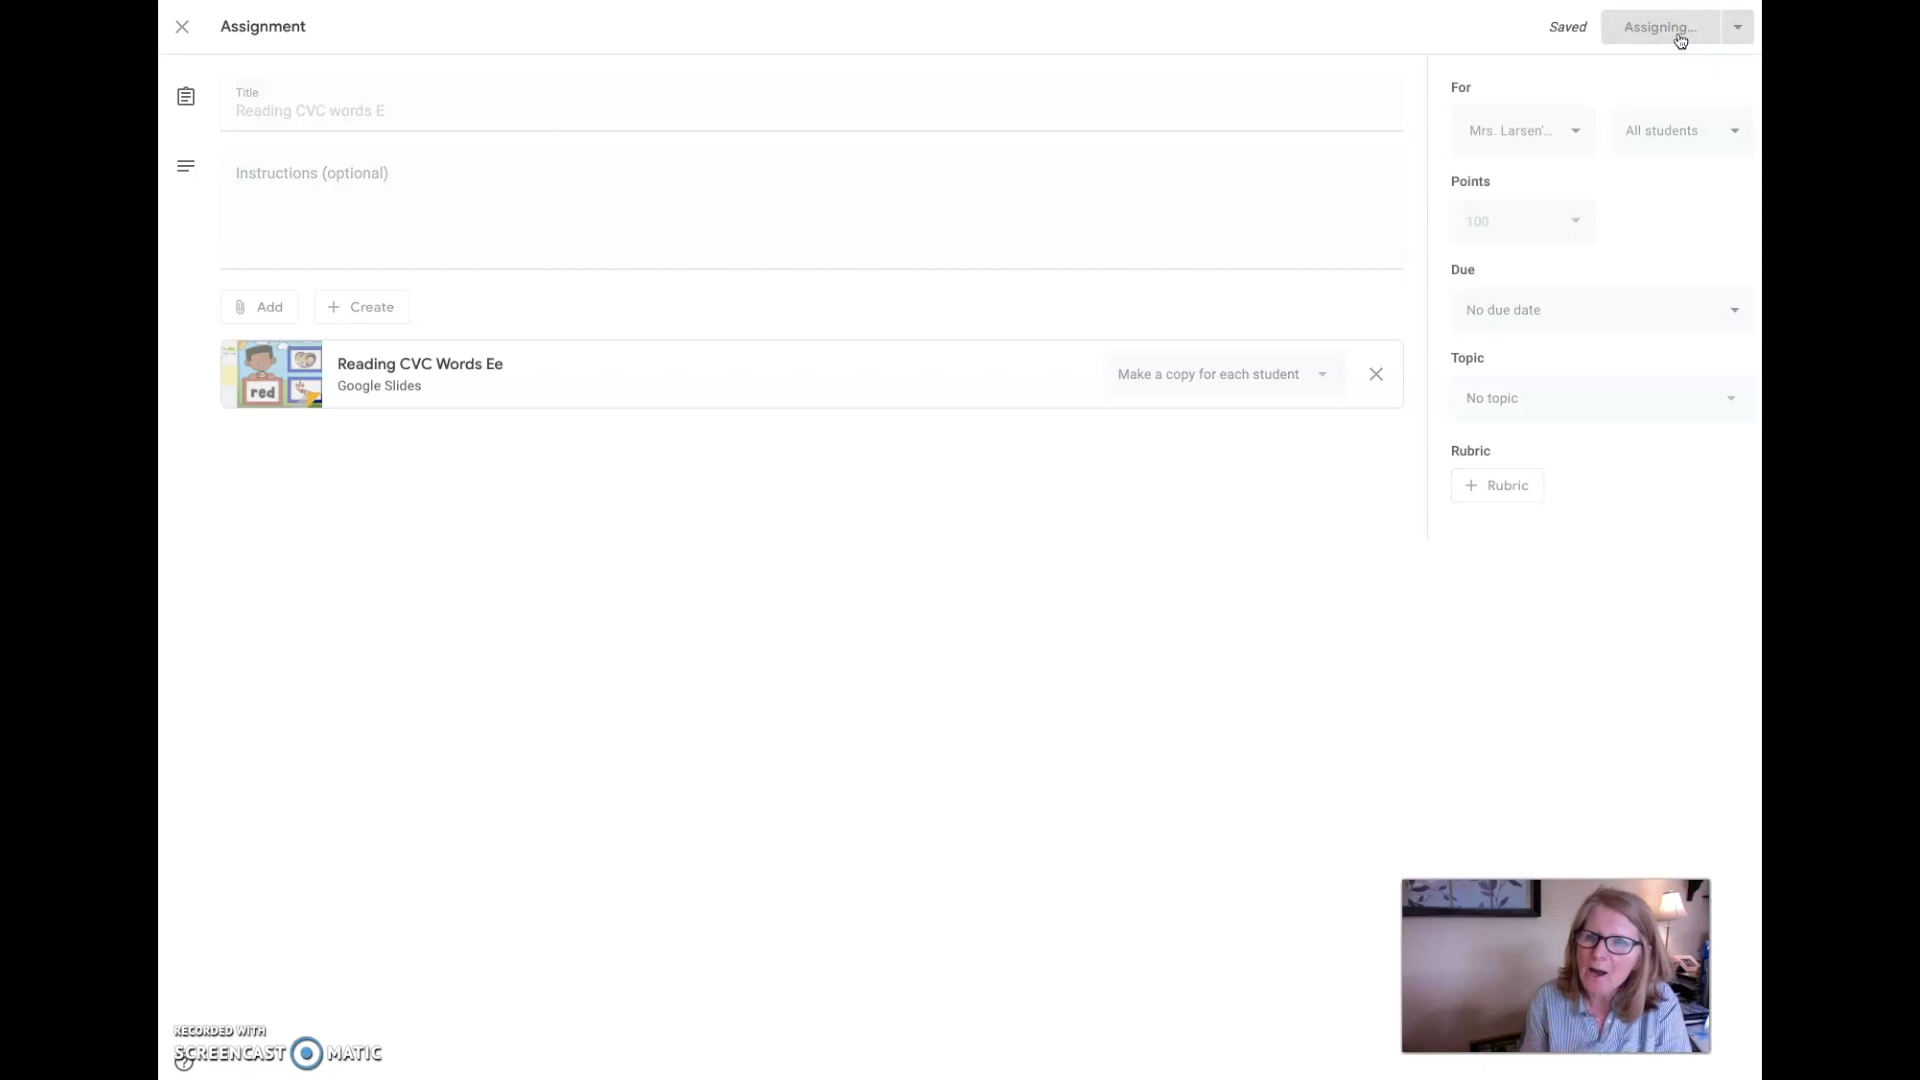 Assignment
Saved
Assigning...
Title
Reading CVC words E
Instructions (optional)
Add
Create
red
Reading CVC Words Ee
Google Slides
Make a copy for each student
For
Mrs. Larsen'...
All students
Points
100
Due
No due date
Topic
No topic
Rubric
Rubric
RECORDED WITH
SCREENCAST MATIC